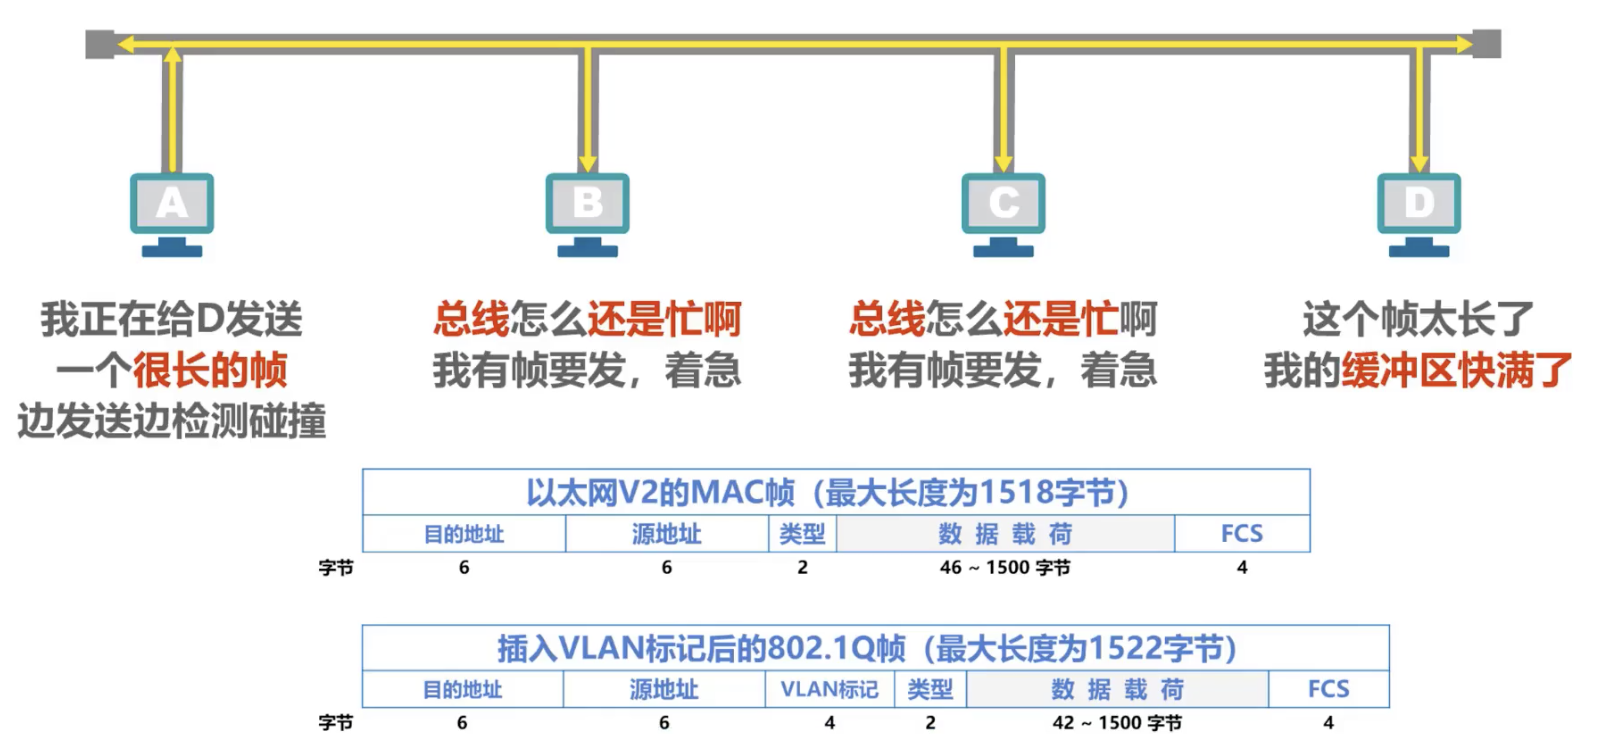 A
B
C
D
我正在给D发送
一个很长的帧
边发送边检测碰撞
总线怎么还是忙啊
我有帧要发，着急
总线怎么还是忙啊
我有帧要发，着急
这个帧太长了
我的缓冲区快满了
以太网V2的MAC帧（最大长度为1518字节）
目的地址 源地址 类型 数据载荷 FCS
字节 6 6 2 46 ~ 1500 字节 4
插入VLAN标记后的802.1Q帧（最大长度为1522字节）
目的地址 源地址 VLAN标记 类型 数据载荷 FCS
字节 6 6 4 2 42 ~ 1500 字节 4